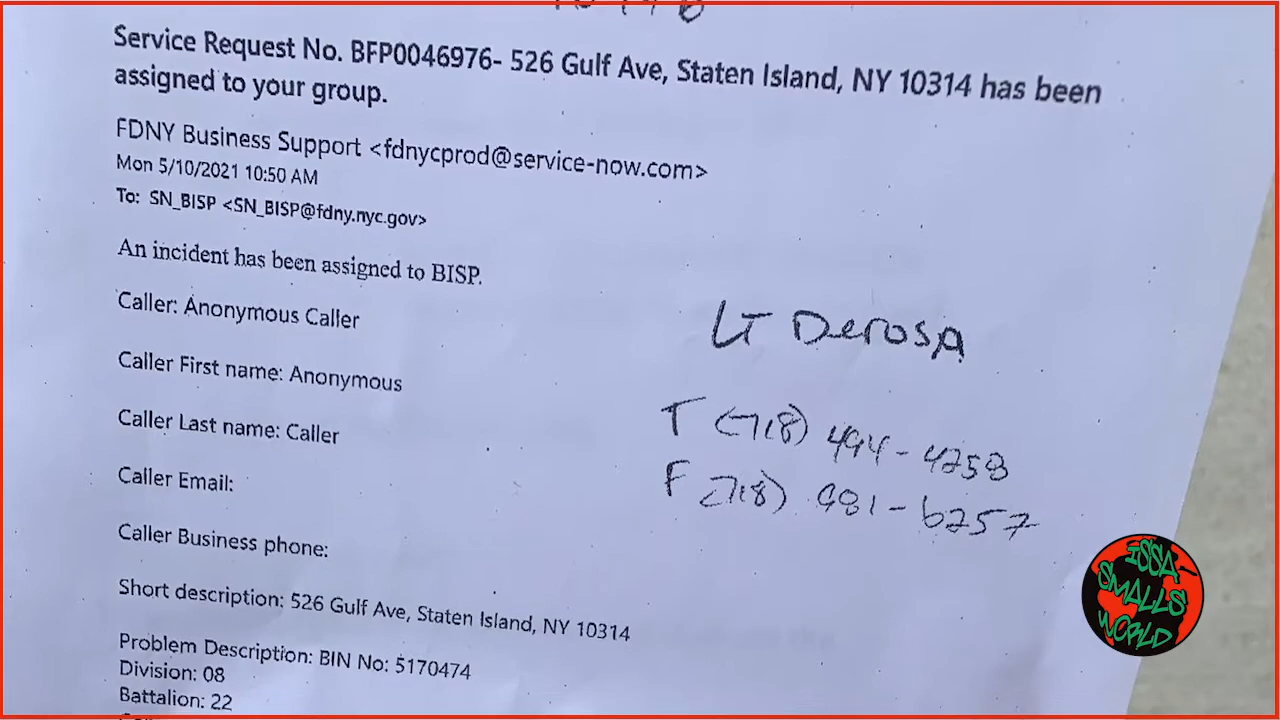 Service Request No. BFP0046976- 526 Gulf Ave, Staten Island, NY 10314 has been
assigned to your group.
FDNY Business Support <fdnycprod@service-now.com>
Mon 5/10/2021 10:50 AM
To: SN_BISP <SN_BISP@fdny.nyc.gov>
An incident has been assigned to BISP.
Caller: Anonymous Caller
Caller First name: Anonymous
Caller Last name: Caller
Caller Email:
Caller Business phone:
Short description: 526 Gulf Ave, Staten Island, NY 10314
Problem Description: BIN No: 5170474
Division: 08
Battalion: 22
LT DerosA
T (718) 494-4258
F (718) 981-6257
ISSA
SMALLS
WORLD